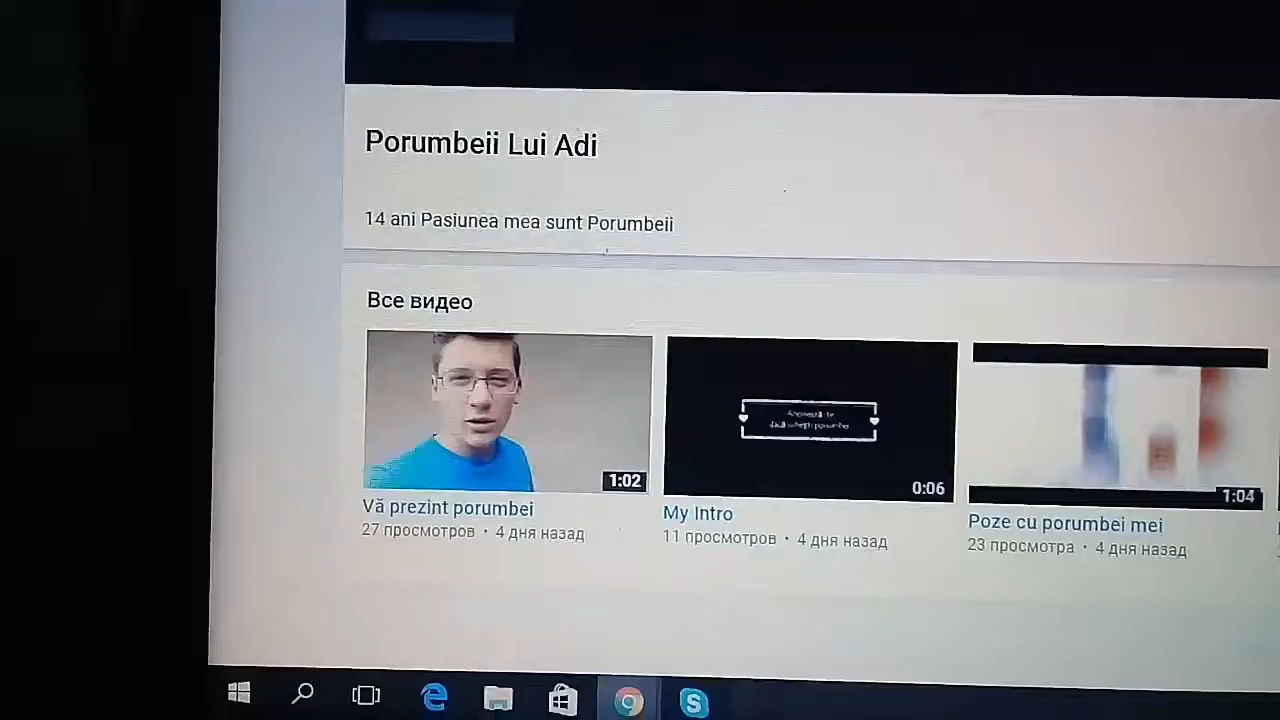 Porumbeii Lui Adi
14 ani Pasiunea mea sunt Porumbeii
Все видео
1:02
0:06
1:04
Vă prezint porumbei
My Intro
Poze cu porumbei mei
27 просмотров • 4 дня назад
11 просмотров • 4 дня назад
23 просмотра • 4 дня назад